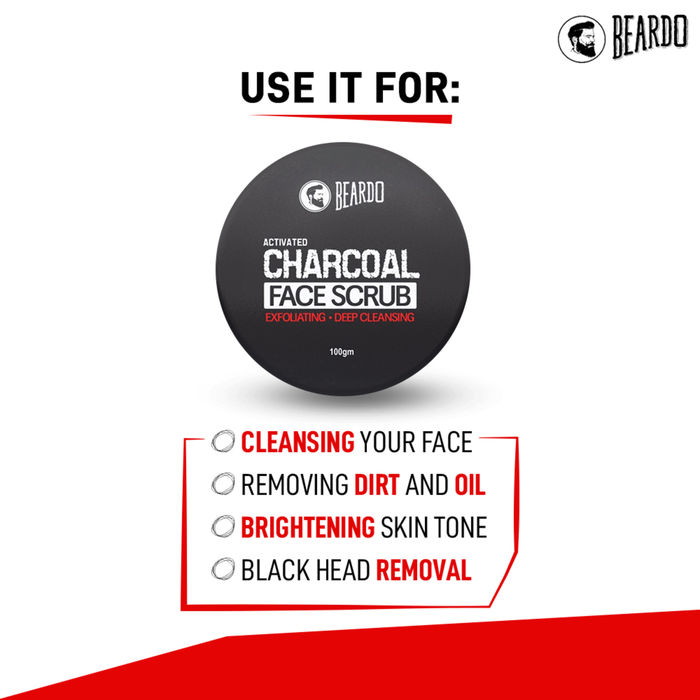 BEARDO
USE IT FOR:
BEARDO
ACTIVATED
CHARCOAL
FACE SCRUB
EXFOLIATING • DEEP CLEANSING
100gm
CLEANSING YOUR FACE
REMOVING DIRT AND OIL
BRIGHTENING SKIN TONE
BLACK HEAD REMOVAL